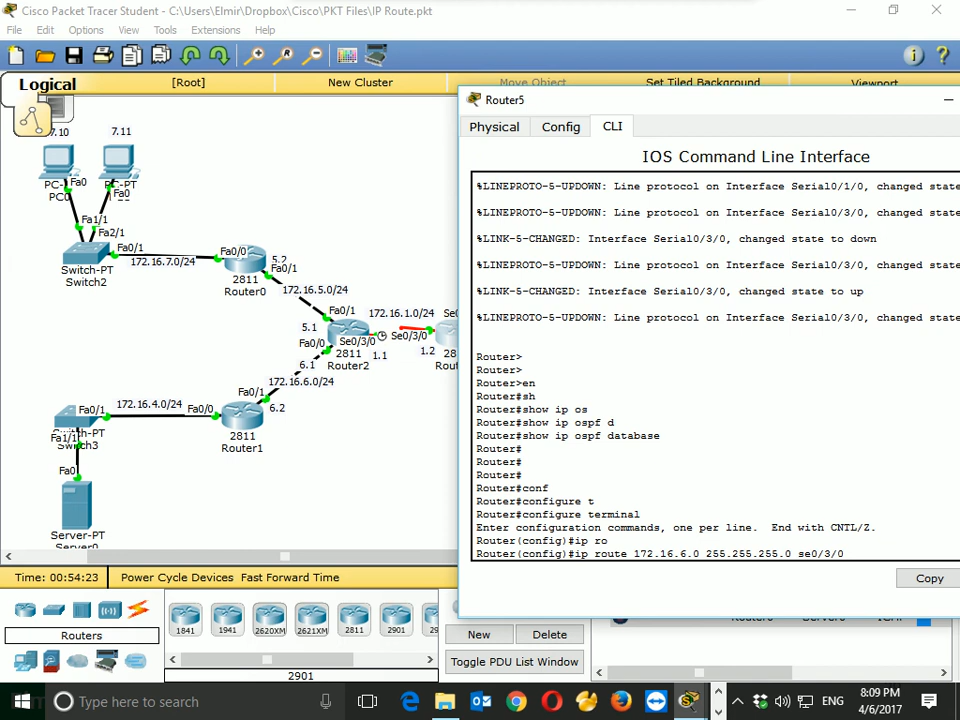 Cisco Packet Tracer Student - C:\Users\Elmir\Dropbox\Cisco\PKT Files\IP Route.pkt
File Edit Options View Tools Extensions Help
Logical [Root] New Cluster Move Object Set Tiled Background Viewport
7.10
7.11
PC-PT
PC0
Fa0
PC-PT
Fa0
Fa1/1
Fa2/1
Fa0/1
Switch-PT
Switch2
172.16.7.0/24
Fa0/0
5.2
Fa0/1
2811
Router0
172.16.5.0/24
Fa0/1
172.16.1.0/24
5.1
Se0/3/0
Se0/3/0
Fa0/0
1.1
1.2
2811
Router2
6.1
172.16.6.0/24
Fa0/1
6.2
172.16.4.0/24
Fa0/0
2811
Router1
Fa0/1
Switch-PT
Fa1/1
Switch3
Fa0
Server-PT
Server0
Router5
Physical Config CLI
IOS Command Line Interface
%LINEPROTO-5-UPDOWN: Line protocol on Interface Serial0/1/0, changed state
%LINEPROTO-5-UPDOWN: Line protocol on Interface Serial0/3/0, changed state
%LINK-5-CHANGED: Interface Serial0/3/0, changed state to down
%LINEPROTO-5-UPDOWN: Line protocol on Interface Serial0/3/0, changed state
%LINK-5-CHANGED: Interface Serial0/3/0, changed state to up
%LINEPROTO-5-UPDOWN: Line protocol on Interface Serial0/3/0, changed state
Router>
Router>
Router>en
Router#sh
Router#show ip os
Router#show ip ospf d
Router#show ip ospf database
Router#
Router#
Router#
Router#conf
Router#configure t
Router#configure terminal
Enter configuration commands, one per line. End with CNTL/Z.
Router(config)#ip ro
Router(config)#ip route 172.16.6.0 255.255.255.0 se0/3/0
Copy
Time: 00:54:23 Power Cycle Devices Fast Forward Time
Routers
1841 1941 2620XM 2621XM 2811 2901
2901
New Delete
Toggle PDU List Window
Type here to search
ENG
8:09 PM
4/6/2017